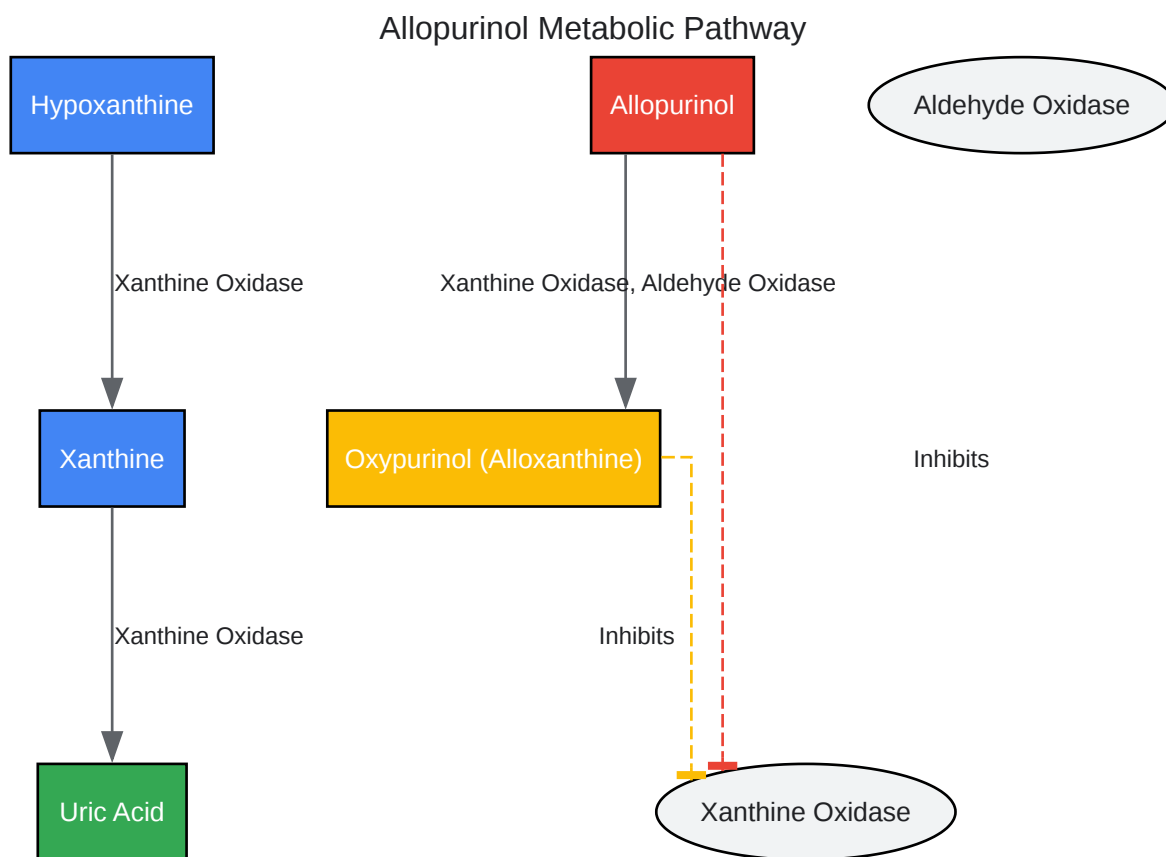 Allopurinol Metabolic Pathway
Hypoxanthine
Allopurinol
Aldehyde Oxidase
Xanthine Oxidase
Xanthine Oxidase, Aldehyde Oxidase
Xanthine
Oxypurinol (Alloxanthine)
Inhibits
Xanthine Oxidase
Inhibits
Uric Acid
Xanthine Oxidase